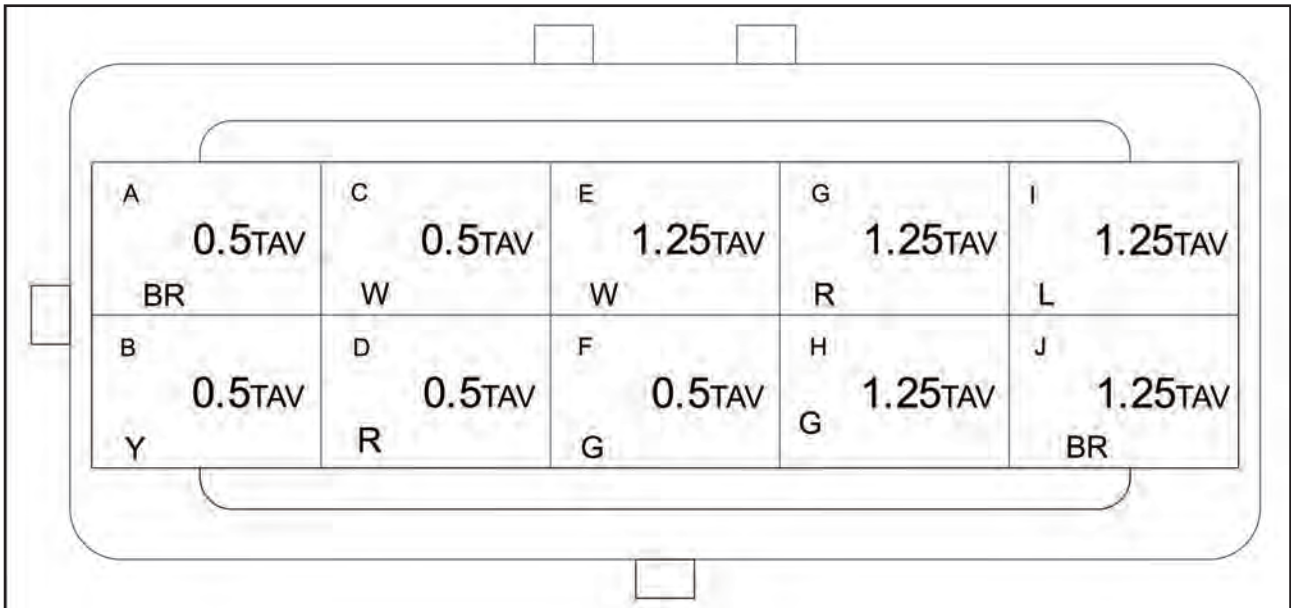 A C E G I
0.5TAV 0.5TAV 1.25TAV 1.25TAV 1.25TAV
BR W W R L
B D F H J
0.5TAV 0.5TAV 0.5TAV 1.25TAV 1.25TAV
Y R G G BR